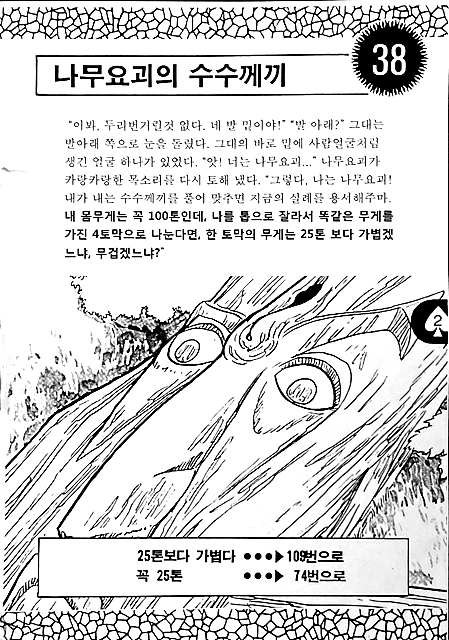 38
나무요괴의 수수께끼
"이봐, 두리번거릴것 없다. 네 발 밑이야!" "발 아래?" 그대는
발아래 쪽으로 눈을 돌렸다. 그대의 바로 밑에 사람얼굴처럼
생긴 얼굴 하나가 있었다. "앗! 너는 나무요괴…" 나무요괴가
카랑카랑한 목소리를 다시 토해 냈다. "그렇다, 나는 나무요괴!
내가 내는 수수께끼를 풀어 맞추면 지금의 실례를 용서해주마.
내 몸무게는 꼭 100톤인데, 나를 톱으로 잘라서 똑같은 무게를
가진 4토막으로 나눈다면, 한 토막의 무게는 25톤 보다 가볍겠
느냐, 무겁겠느냐?"
2
25톤보다 가볍다 ●●●▶ 109번으로
꼭 25톤 ●●●▶ 74번으로